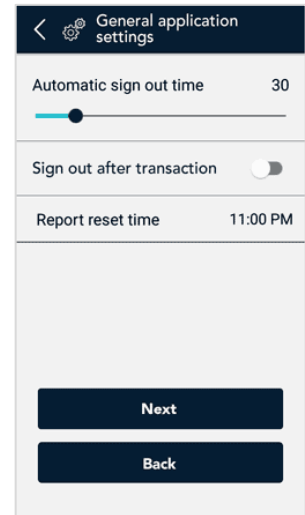 General application
settings
Automatic sign out time 30
Sign out after transaction
Report reset time 11:00 PM
Next
Back